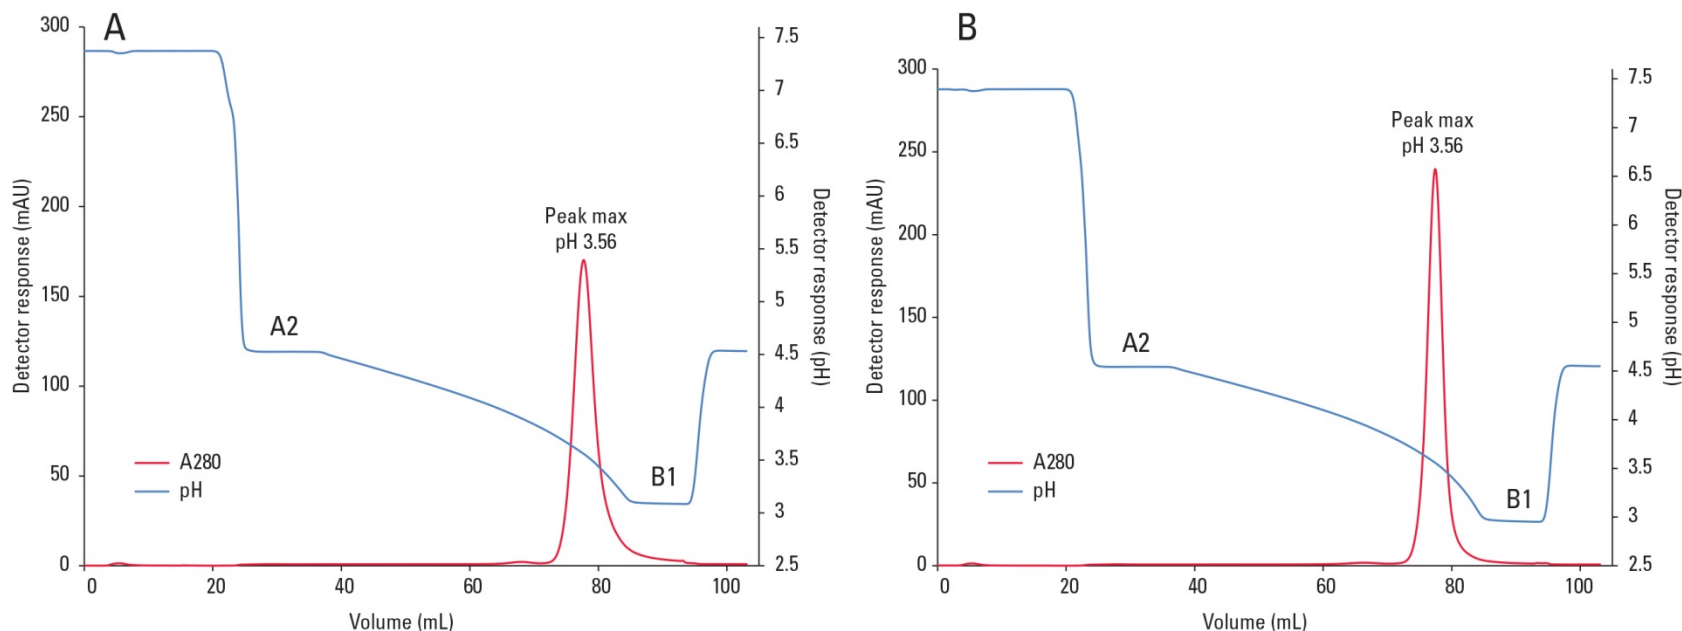 A
300
250
200
150
100
50
0
Detector response (mAU)
7.5
7
6.5
6
5.5
5
4.5
4
3.5
3
2.5
Detector response (pH)
Peak max
pH 3.56
A2
B1
A280
pH
0
20
40
60
80
100
Volume (mL)
B
300
250
200
150
100
50
0
Detector response (mAU)
7.5
7
6.5
6
5.5
5
4.5
4
3.5
3
2.5
Detector response (pH)
Peak max
pH 3.56
A2
B1
A280
pH
0
20
40
60
80
100
Volume (mL)